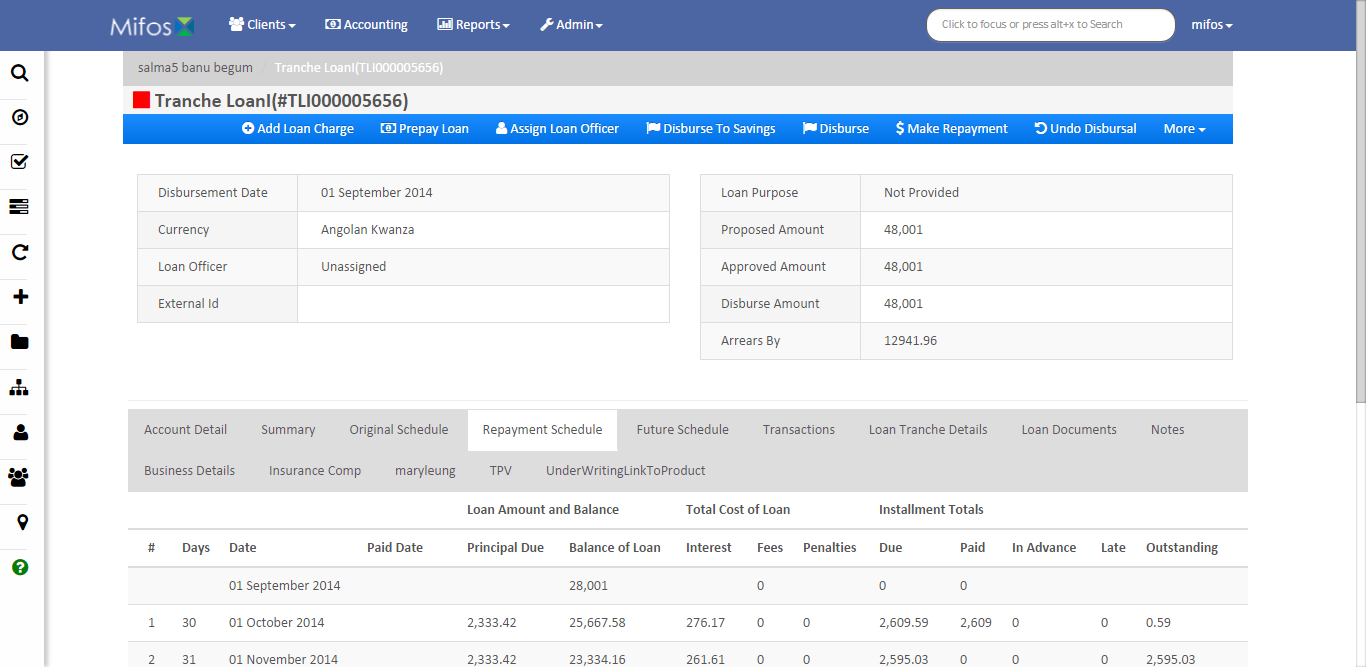 Mifos Clients Accounting Reports Admin Click to focus or press alt+x to Search mifos
salma5 banu begum / Tranche LoanI(TLI000005656)
Tranche LoanI(#TLI000005656)
Add Loan Charge Prepay Loan Assign Loan Officer Disburse To Savings Disburse $ Make Repayment Undo Disbursal More
Disbursement Date 01 September 2014
Currency Angolan Kwanza
Loan Officer Unassigned
External Id
Loan Purpose Not Provided
Proposed Amount 48,001
Approved Amount 48,001
Disburse Amount 48,001
Arrears By 12941.96
Account Detail Summary Original Schedule Repayment Schedule Future Schedule Transactions Loan Tranche Details Loan Documents Notes
Business Details Insurance Comp maryleung TPV UnderWritingLinkToProduct
Loan Amount and Balance Total Cost of Loan Installment Totals
# Days Date Paid Date Principal Due Balance of Loan Interest Fees Penalties Due Paid In Advance Late Outstanding
01 September 2014 28,001 0 0 0
1 30 01 October 2014 2,333.42 25,667.58 276.17 0 0 2,609.59 2,609 0 0 0.59
2 31 01 November 2014 2,333.42 23,334.16 261.61 0 0 2,595.03 0 0 0 2,595.03